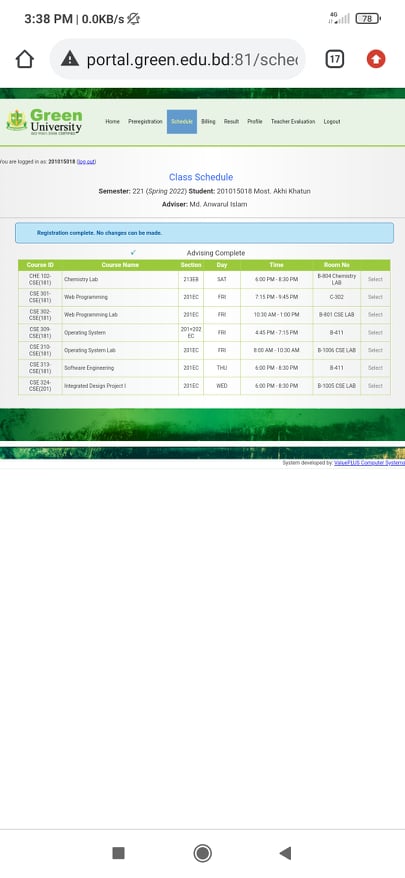 3:38 PM | 0.0KB/s
4G
78
portal.green.edu.bd:81/sche
17
Green
University
Home Preregistration Schedule Billing Result Profile Teacher Evaluation Logout
You are logged in as: 201015018 (log out)
Class Schedule
Semester: 221 (Spring 2022) Student: 201015018 Most. Akhi Khatun
Adviser: Md. Anwarul Islam
Registration complete. No changes can be made.
✓ Advising Complete
Course ID Course Name Section Day Time Room No
CHE 102-CSE(181) Chemistry Lab 213EB SAT 6:00 PM - 8:30 PM B-804 Chemistry LAB Select
CSE 301-CSE(181) Web Programming 201EC FRI 7:15 PM - 9:45 PM C-302 Select
CSE 302-CSE(181) Web Programming Lab 201EC FRI 10:30 AM - 1:00 PM B-801 CSE LAB Select
CSE 309-CSE(181) Operating System 201+202 EC FRI 4:45 PM - 7:15 PM B-411 Select
CSE 310-CSE(181) Operating System Lab 201EC FRI 8:00 AM - 10:30 AM B-1006 CSE LAB Select
CSE 313-CSE(181) Software Engineering 201EC THU 6:00 PM - 8:30 PM B-411 Select
CSE 324-CSE(201) Integrated Design Project I 201EC WED 6:00 PM - 8:30 PM B-1005 CSE LAB Select
System developed by: ValuePLUS Computer Systems